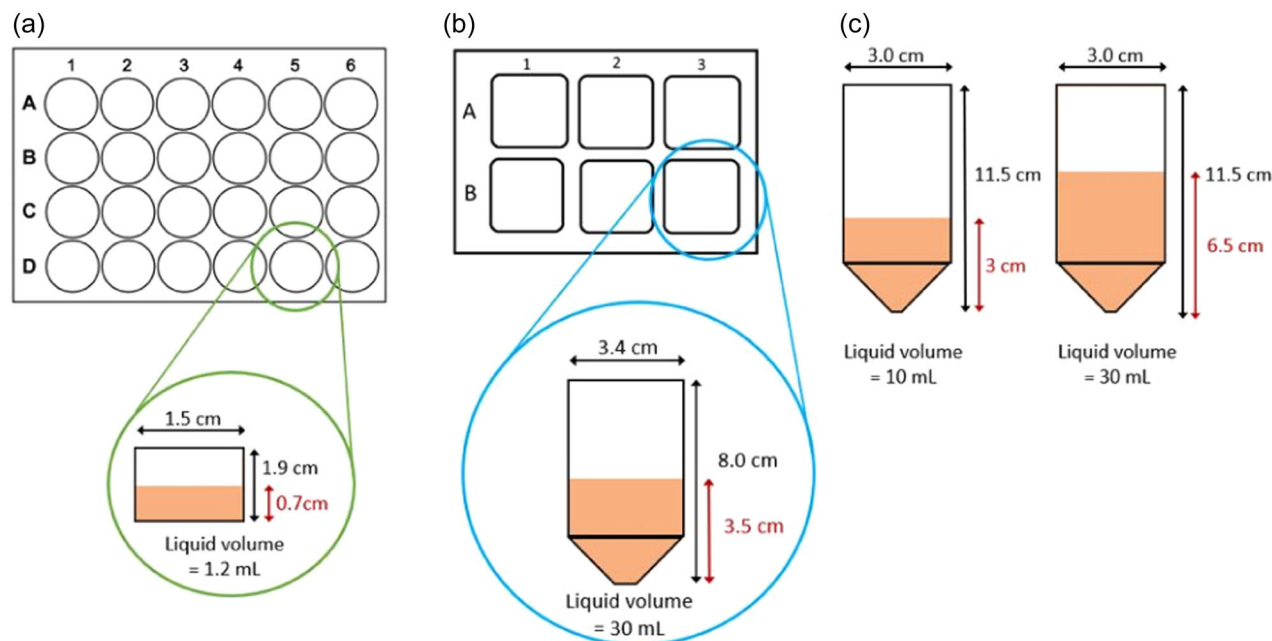 (a)
1 2 3 4 5 6
A
B
C
D
1.5 cm
1.9 cm
0.7cm
Liquid volume
= 1.2 mL
(b)
1 2 3
A
B
3.4 cm
8.0 cm
3.5 cm
Liquid volume
= 30 mL
(c)
3.0 cm
11.5 cm
3 cm
Liquid volume
= 10 mL
3.0 cm
11.5 cm
6.5 cm
Liquid volume
= 30 mL